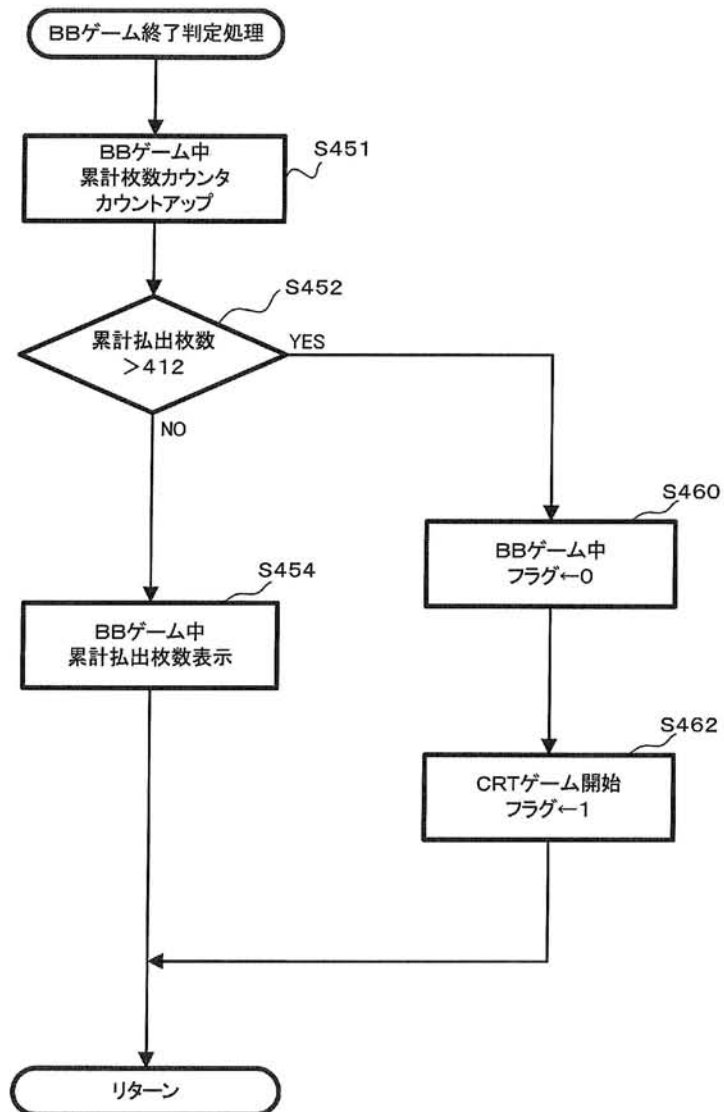 BBゲーム終了判定処理
S451
BBゲーム中
累計枚数カウンタ
カウントアップ
S452
累計払出枚数
>412
YES
NO
S460
BBゲーム中
フラグ←0
S454
BBゲーム中
累計払出枚数表示
S462
CRTゲーム開始
フラグ←1
リターン